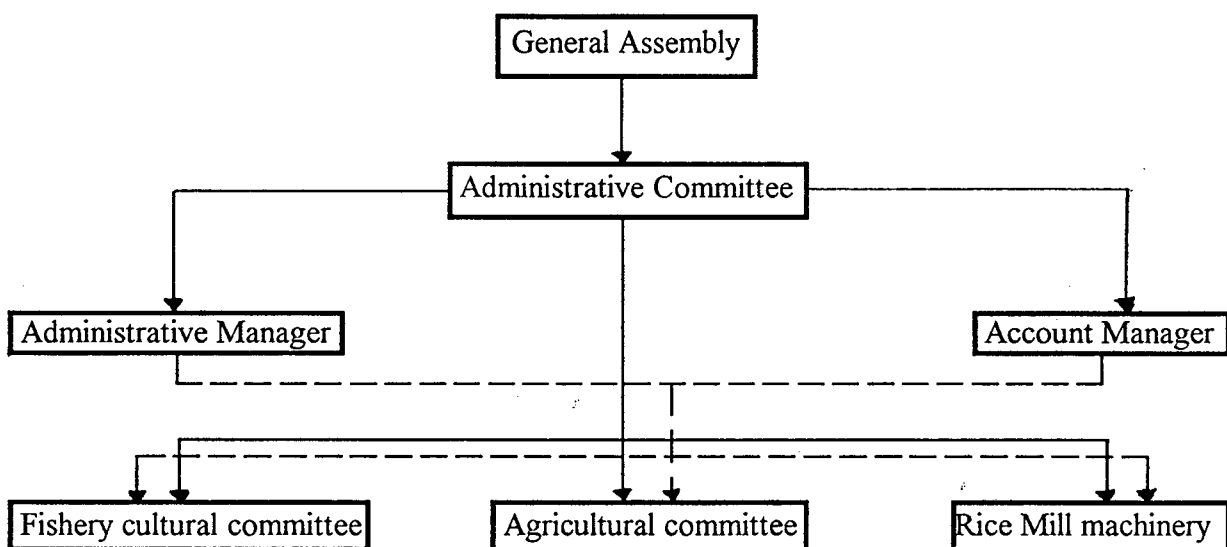 General Assembly
Administrative Committee
Administrative Manager
Account Manager
Fishery cultural committee
Agricultural committee
Rice Mill machinery